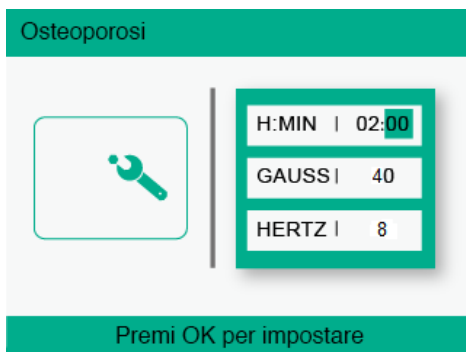 Osteoporosi
H:MIN | 02:00
GAUSS | 40
HERTZ | 8
Premi OK per impostare